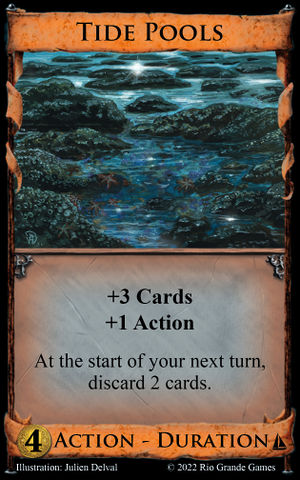 TIDE POOLS
+3 Cards
+1 Action
At the start of your next turn,
discard 2 cards.
4 ACTION - DURATION
Illustration: Julien Delval © 2022 Rio Grande Games